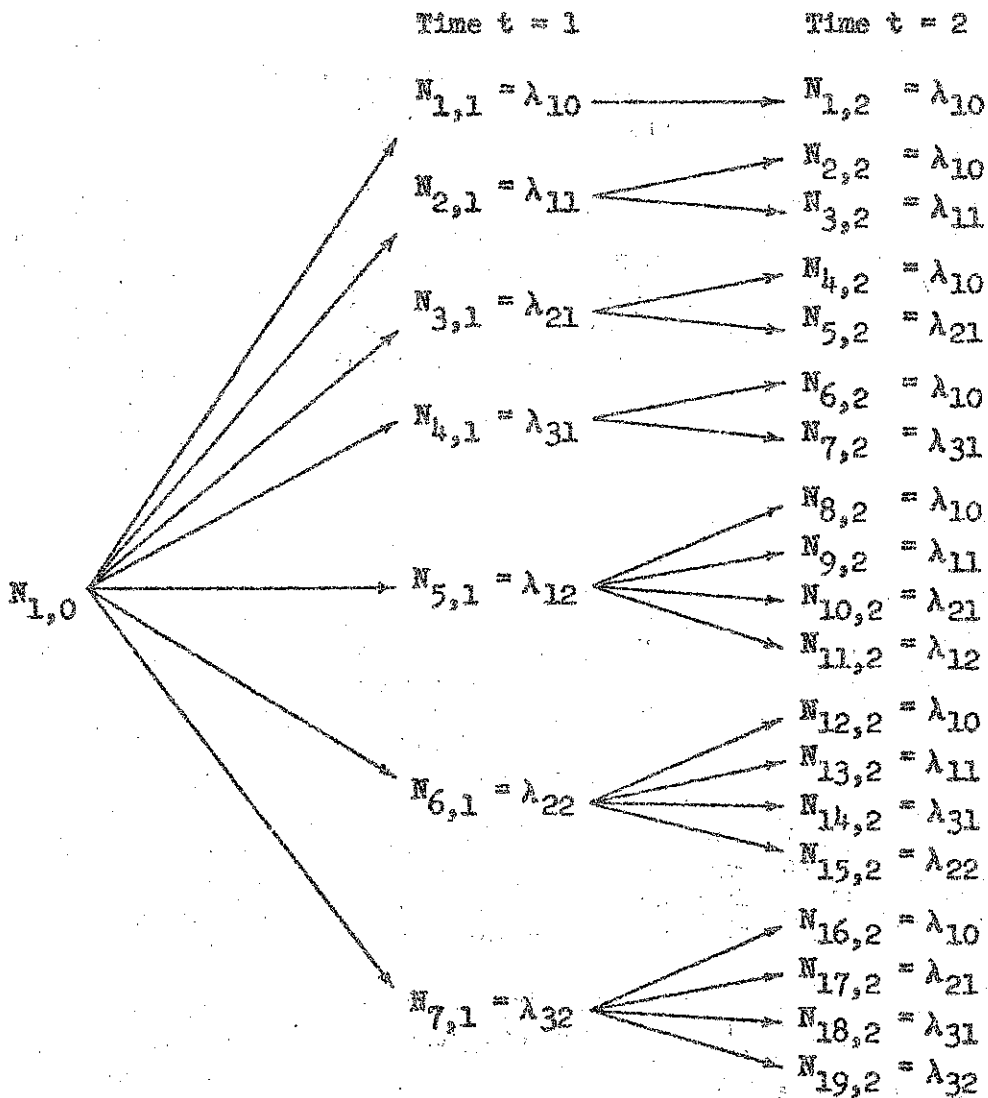 Time t = 1 Time t = 2
N1,1 = λ10 N1,2 = λ10
N2,2 = λ10
N2,1 = λ11
N3,2 = λ11
N4,2 = λ10
N3,1 = λ21
N5,2 = λ21
N6,2 = λ10
N4,1 = λ31
N7,2 = λ31
N8,2 = λ10
N9,2 = λ11
N1,0 N5,1 = λ12
N10,2 = λ21
N11,2 = λ12
N12,2 = λ10
N13,2 = λ11
N6,1 = λ22
N14,2 = λ31
N15,2 = λ22
N16,2 = λ10
N17,2 = λ21
N7,1 = λ32
N18,2 = λ31
N19,2 = λ32